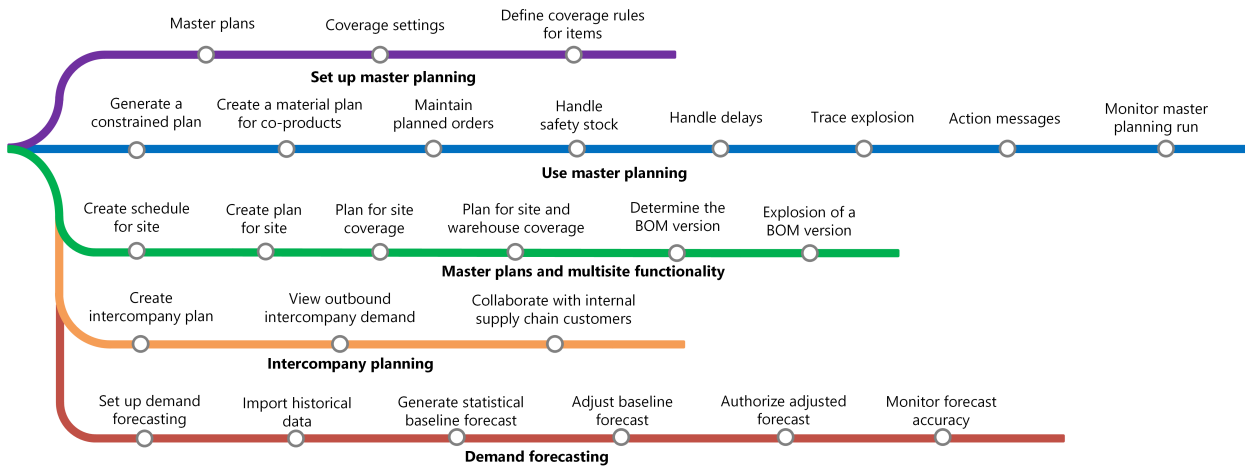 Master plans
Coverage settings
Define coverage rules
for items
Set up master planning
Generate a
constrained plan
Create a material plan
for co-products
Maintain
planned orders
Handle
safety stock
Handle delays
Trace explosion
Action messages
Monitor master
planning run
Use master planning
Create schedule
for site
Create plan
for site
Plan for site
coverage
Plan for site and
warehouse coverage
Determine the
BOM version
Explosion of a
BOM version
Master plans and multisite functionality
Create
intercompany plan
View outbound
intercompany demand
Collaborate with internal
supply chain customers
Intercompany planning
Set up demand
forecasting
Import historical
data
Generate statistical
baseline forecast
Adjust baseline
forecast
Authorize adjusted
forecast
Monitor forecast
accuracy
Demand forecasting